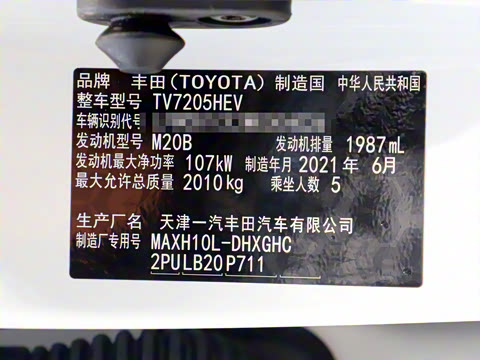 品牌 丰田(TOYOTA) 制造国 中华人民共和国
整车型号 TV7205HEV
车辆识别代号
发动机型号 M20B 发动机排量 1987mL
发动机最大净功率 107kW 制造年月 2021年 6月
最大允许总质量 2010kg 乘坐人数 5
生产厂名 天津一汽丰田汽车有限公司
制造厂专用号 MAXH10L-DHXGHC
2PULB20P711